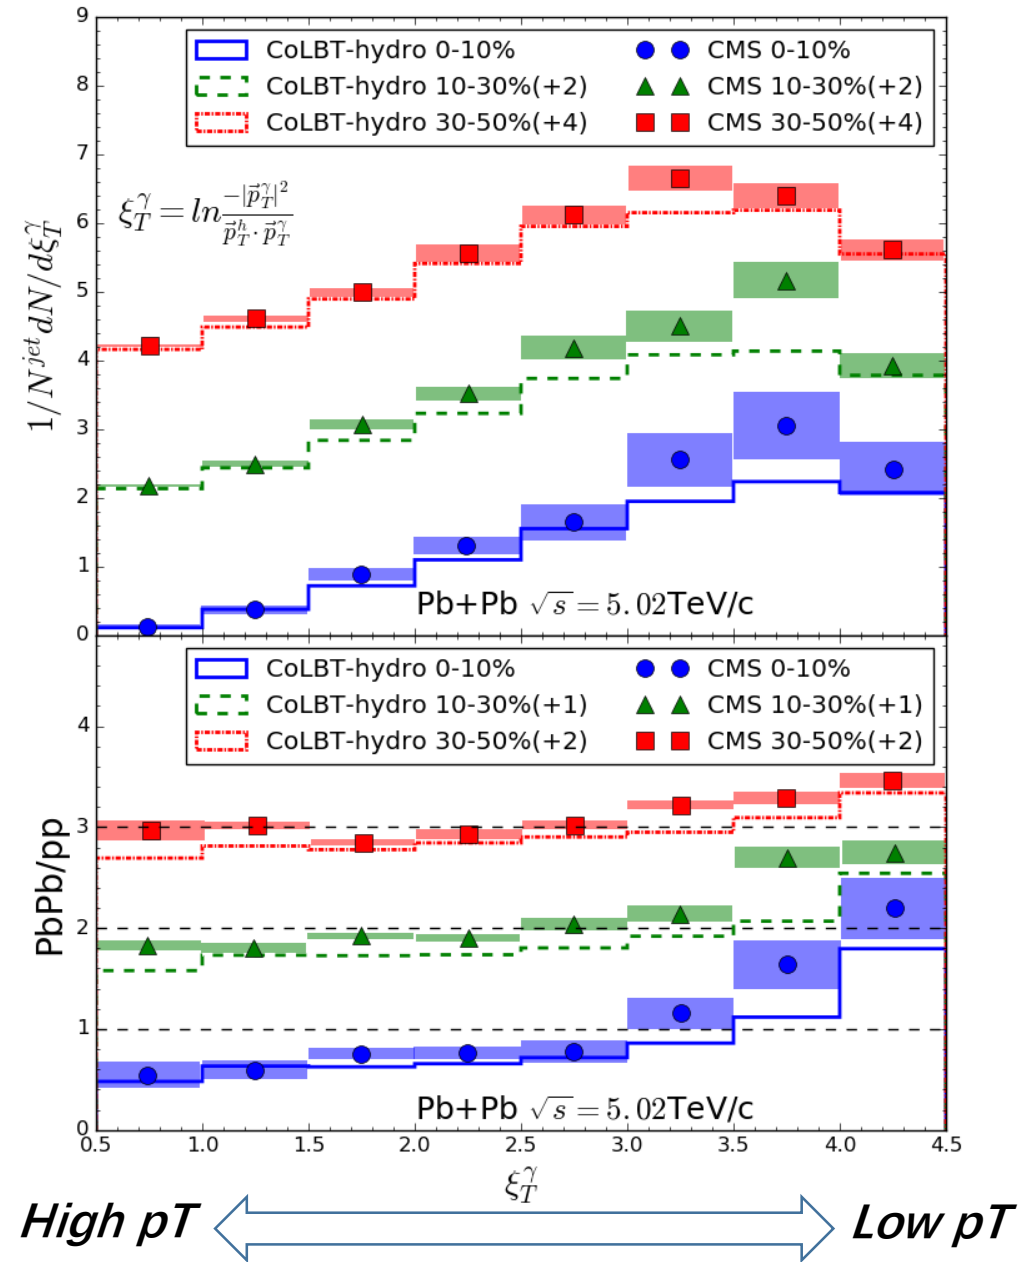 9
8
7
6
5
4
3
2
1
0
1/N^{jet}dN/dξ_T^γ
CoLBT-hydro 0-10%
CoLBT-hydro 10-30%(+2)
CoLBT-hydro 30-50%(+4)
CMS 0-10%
CMS 10-30%(+2)
CMS 30-50%(+4)
ξ_T^γ = ln \frac{-|\vec{p}_T^γ|^2}{\vec{p}_T^h · \vec{p}_T^γ}
Pb+Pb √s = 5.02TeV/c
4
3
2
1
0
PbPb/pp
CoLBT-hydro 0-10%
CoLBT-hydro 10-30%(+1)
CoLBT-hydro 30-50%(+2)
CMS 0-10%
CMS 10-30%(+1)
CMS 30-50%(+2)
Pb+Pb √s = 5.02TeV/c
0.5 1.0 1.5 2.0 2.5 3.0 3.5 4.0 4.5
ξ_T^γ
High pT Low pT